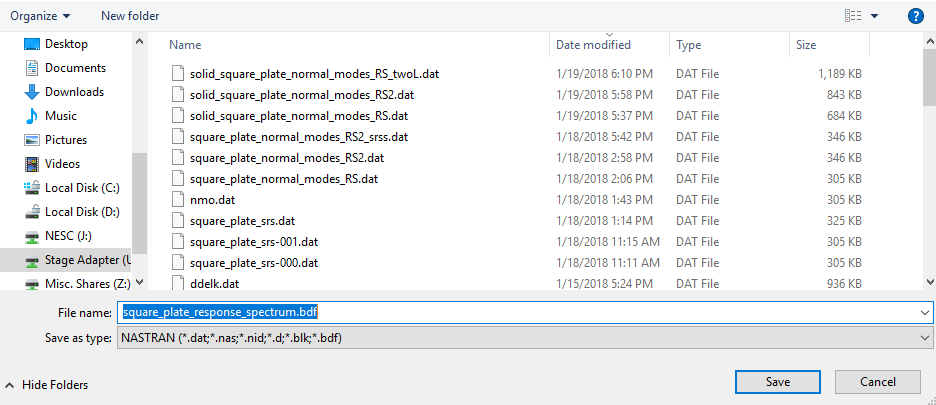 Organize New folder
Name Date modified Type Size
Desktop
Documents
Downloads
Music
Pictures
Videos
Local Disk (C:)
Local Disk (D:)
NESC (J:)
Stage Adapter (U
Misc. Shares (Z:)
solid_square_plate_normal_modes_RS_twoL.dat 1/19/2018 6:10 PM DAT File 1,189 KB
solid_square_plate_normal_modes_RS2.dat 1/19/2018 5:58 PM DAT File 843 KB
solid_square_plate_normal_modes_RS.dat 1/19/2018 5:37 PM DAT File 684 KB
square_plate_normal_modes_RS2_srss.dat 1/18/2018 5:42 PM DAT File 346 KB
square_plate_normal_modes_RS2.dat 1/18/2018 2:58 PM DAT File 346 KB
square_plate_normal_modes_RS.dat 1/18/2018 2:06 PM DAT File 305 KB
nmo.dat 1/18/2018 1:43 PM DAT File 305 KB
square_plate_srs.dat 1/18/2018 1:14 PM DAT File 325 KB
square_plate_srs-001.dat 1/18/2018 11:15 AM DAT File 305 KB
square_plate_srs-000.dat 1/18/2018 11:11 AM DAT File 305 KB
ddelk.dat 1/15/2018 5:24 PM DAT File 936 KB
File name: square_plate_response_spectrum.bdf
Save as type: NASTRAN (*.dat;*.nas;*.nid;*.d;*.blk;*.bdf)
Hide Folders Save Cancel